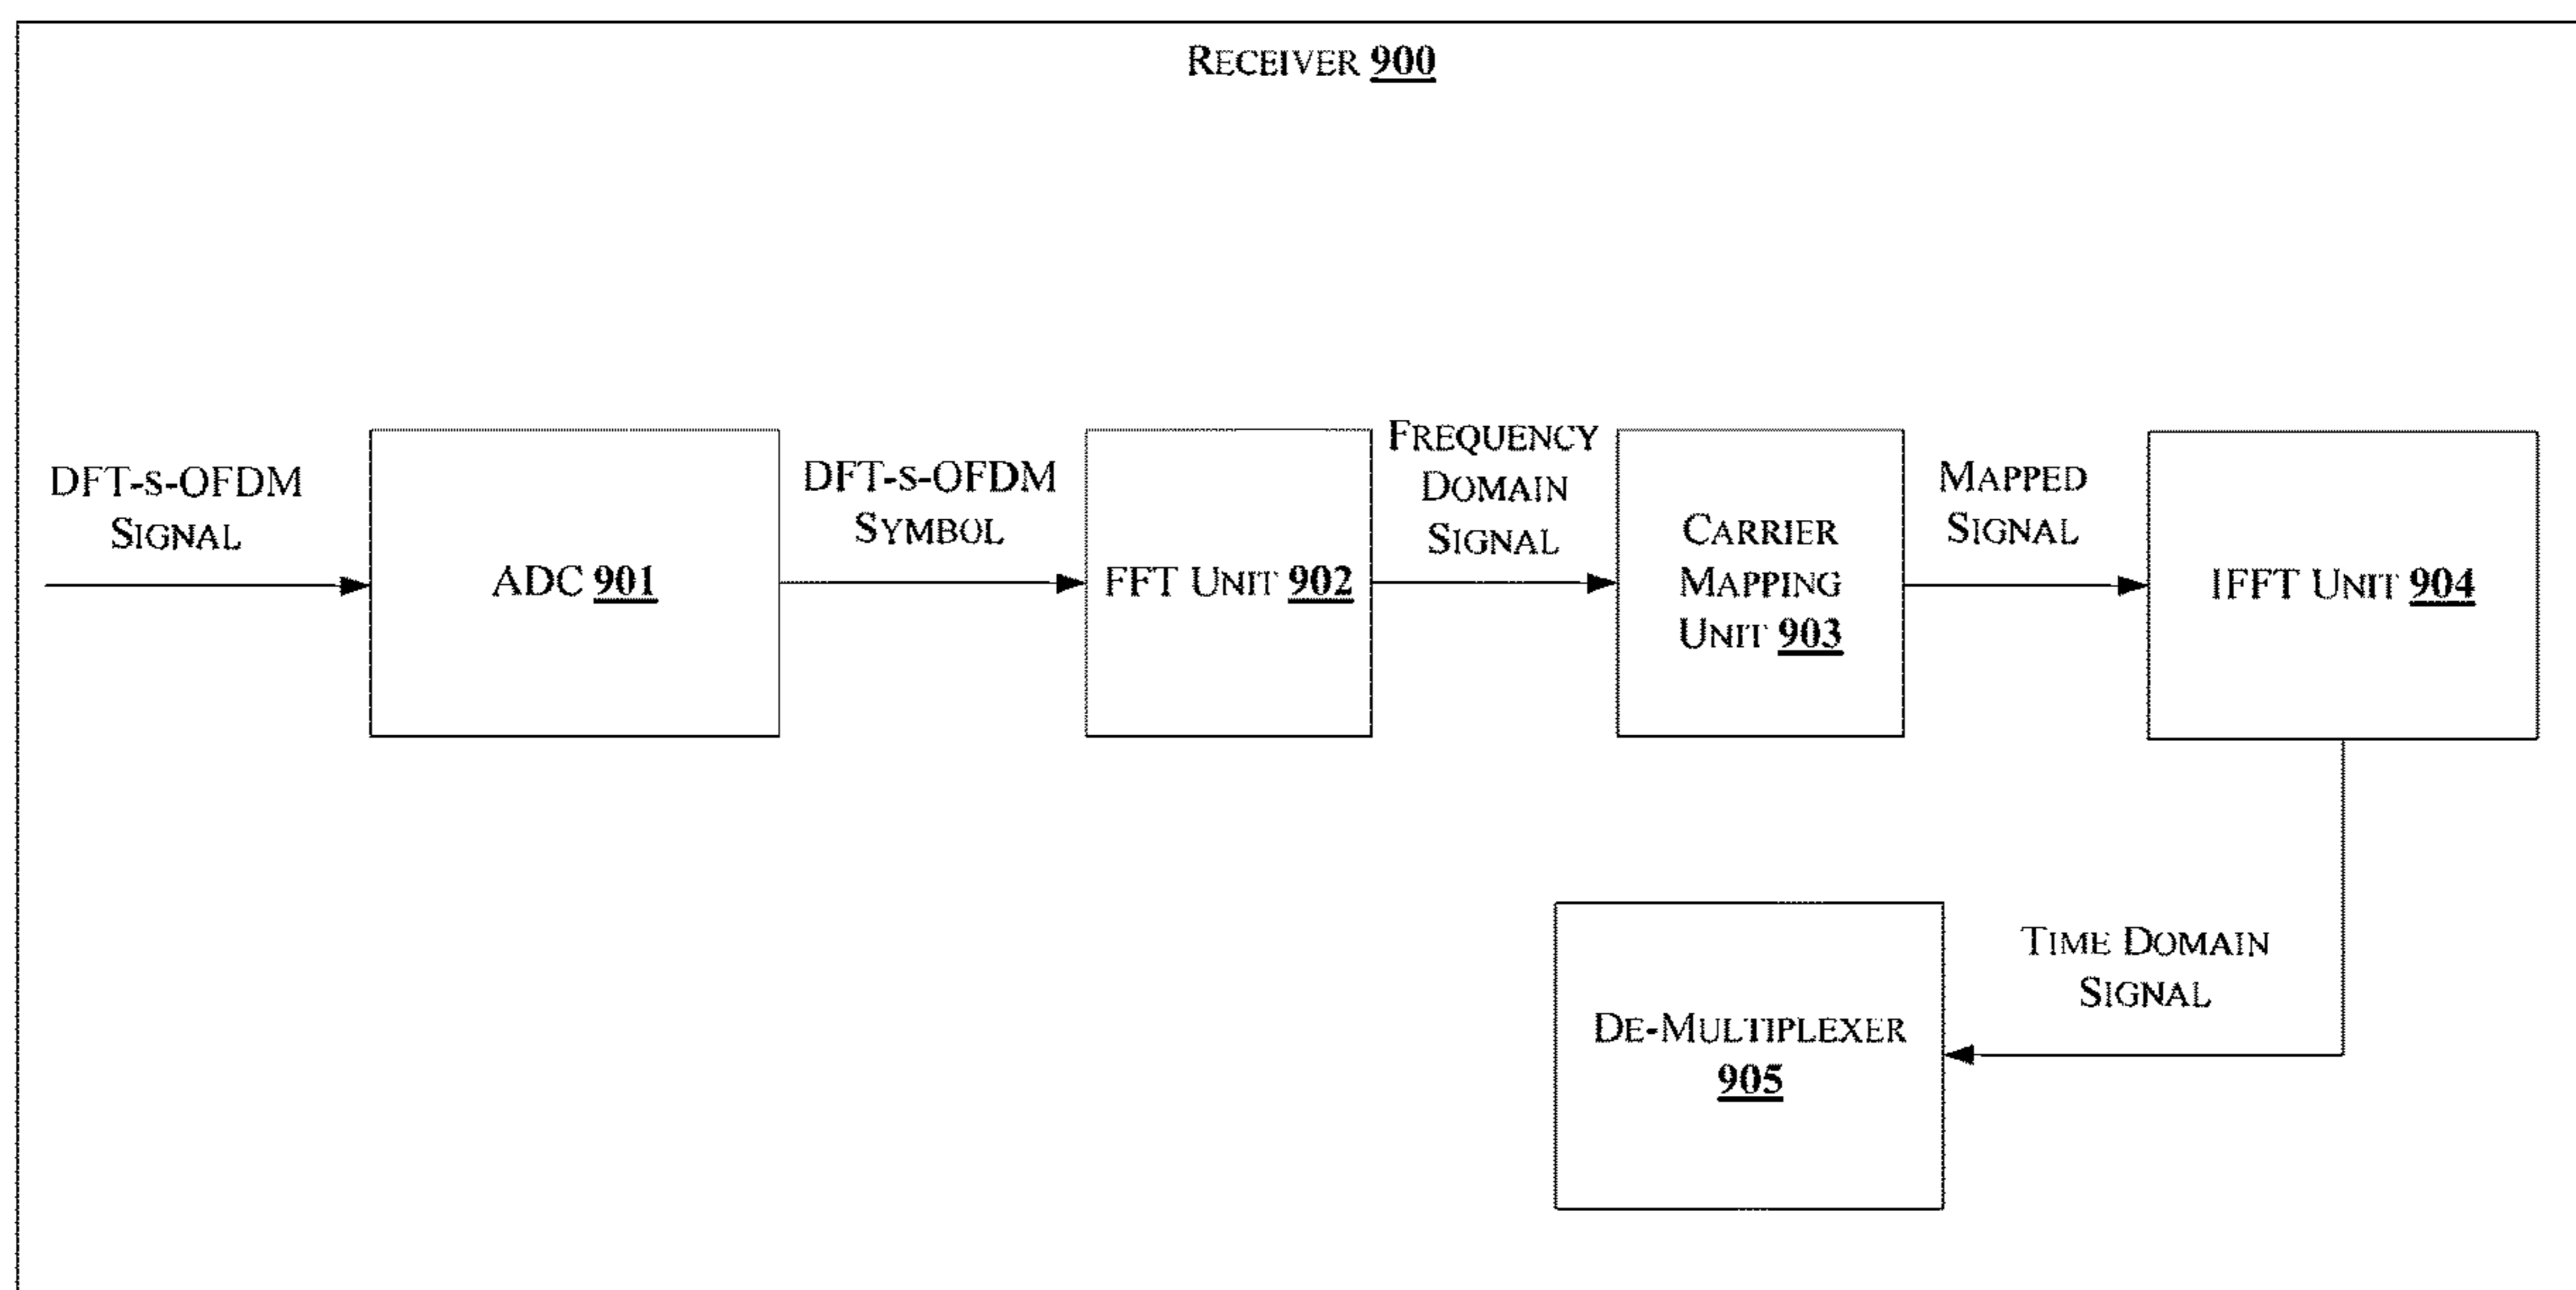 RECEIVER 900
DFT-S-OFDM
SIGNAL
ADC 901
DFT-S-OFDM
SYMBOL
FFT UNIT 902
FREQUENCY
DOMAIN
SIGNAL
CARRIER
MAPPING
UNIT 903
MAPPED
SIGNAL
IFFT UNIT 904
TIME DOMAIN
SIGNAL
DE-MULTIPLEXER
905